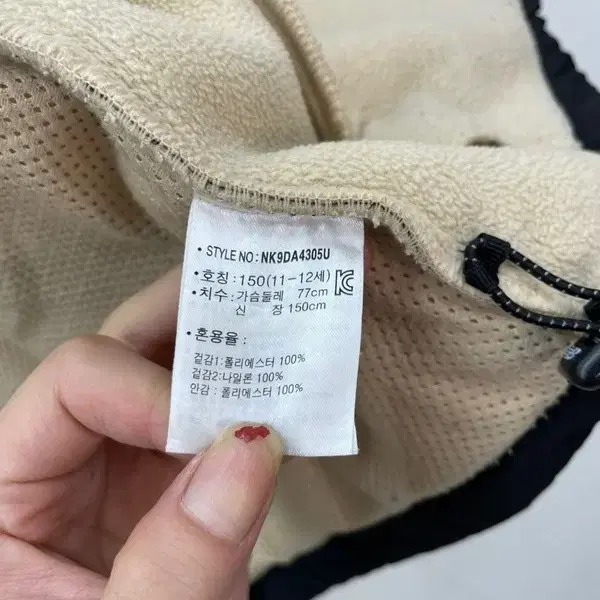 • STYLE NO: NK9DA4305U
• 호칭: 150(11-12세)
• 치수: 가슴둘레 77cm
신 장 150cm
• 혼용율:
겉감1: 폴리에스터 100%
겉감2: 나일론 100%
안감 : 폴리에스터 100%